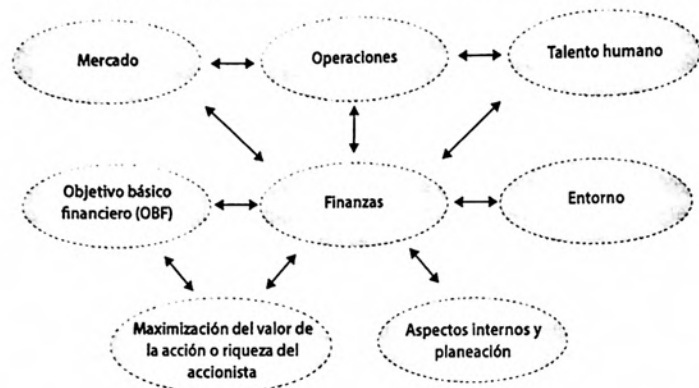 Mercado
Operaciones
Talento humano
Objetivo básico
financiero (OBF)
Finanzas
Entorno
Maximización del valor de
la acción o riqueza del
accionista
Aspectos internos y
planeación